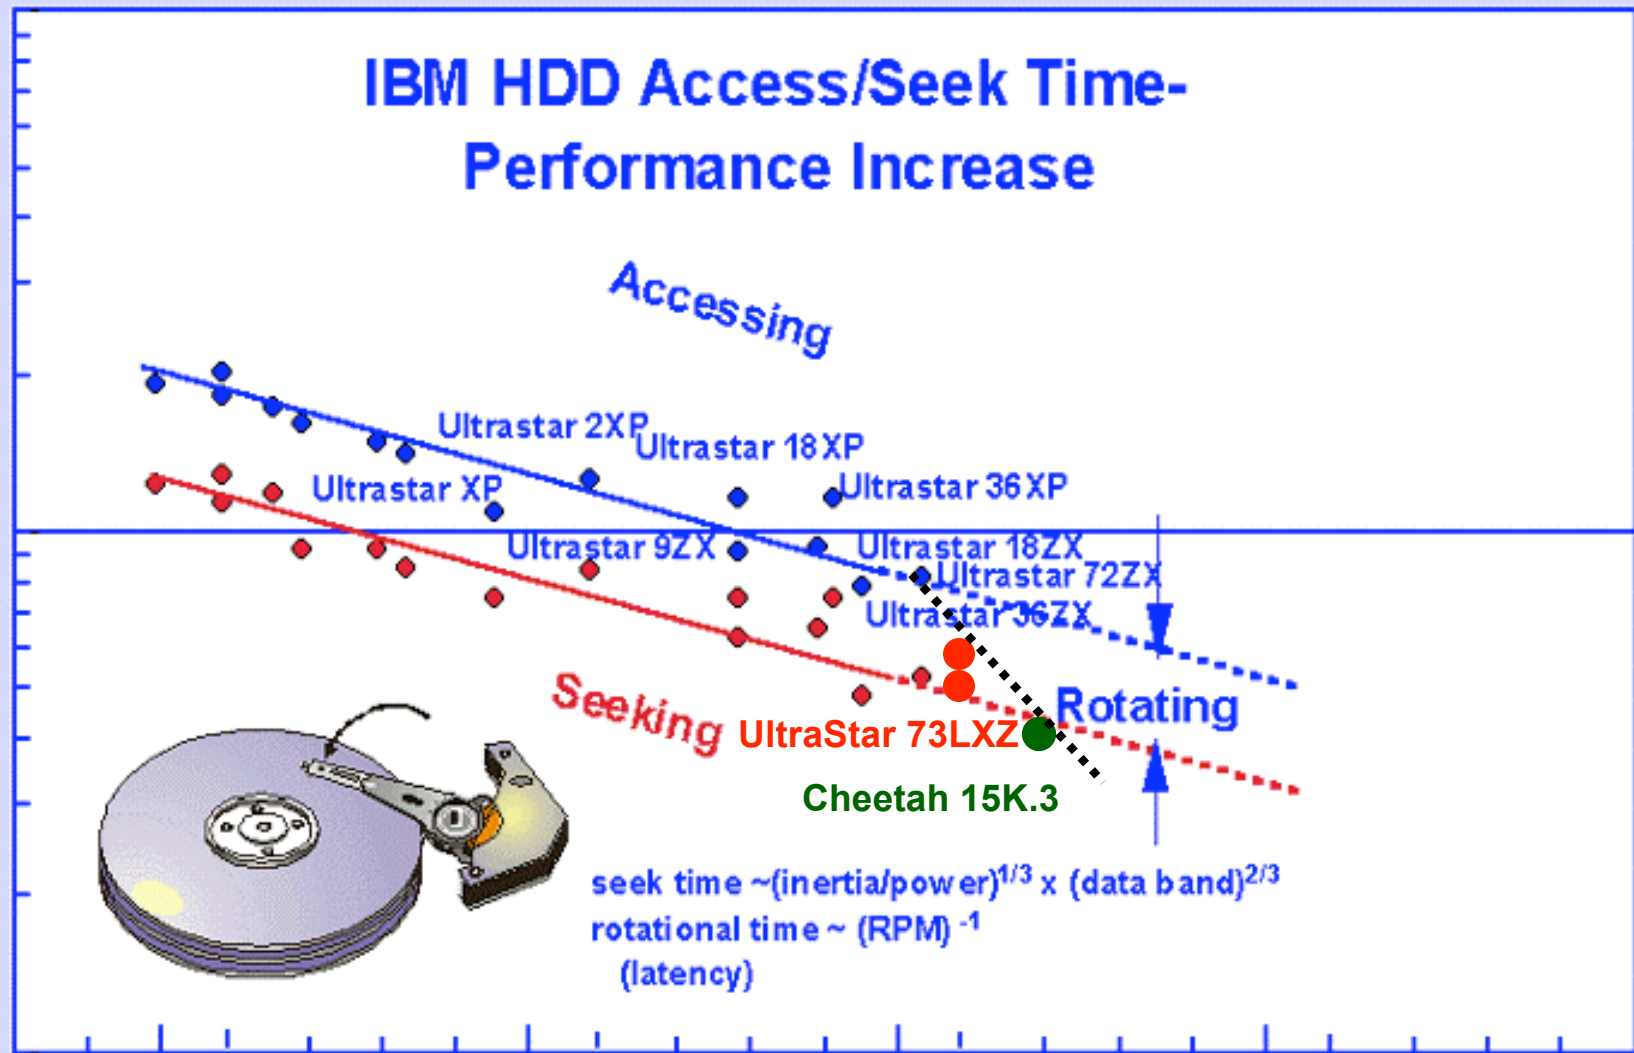 IBM HDD Access/Seek Time-
Performance Increase
Accessing
Ultrastar 2XP
Ultrastar 18XP
Ultrastar XP
Ultrastar 36XP
Ultrastar 9ZX
Ultrastar 18ZX
Ultrastar 72ZX
Ultrastar 36ZX
Seeking
Rotating
UltraStar 73LXZ
Cheetah 15K.3
seek time ~(inertia/power)^1/3 x (data band)^2/3
rotational time ~ (RPM) ^-1
(latency)